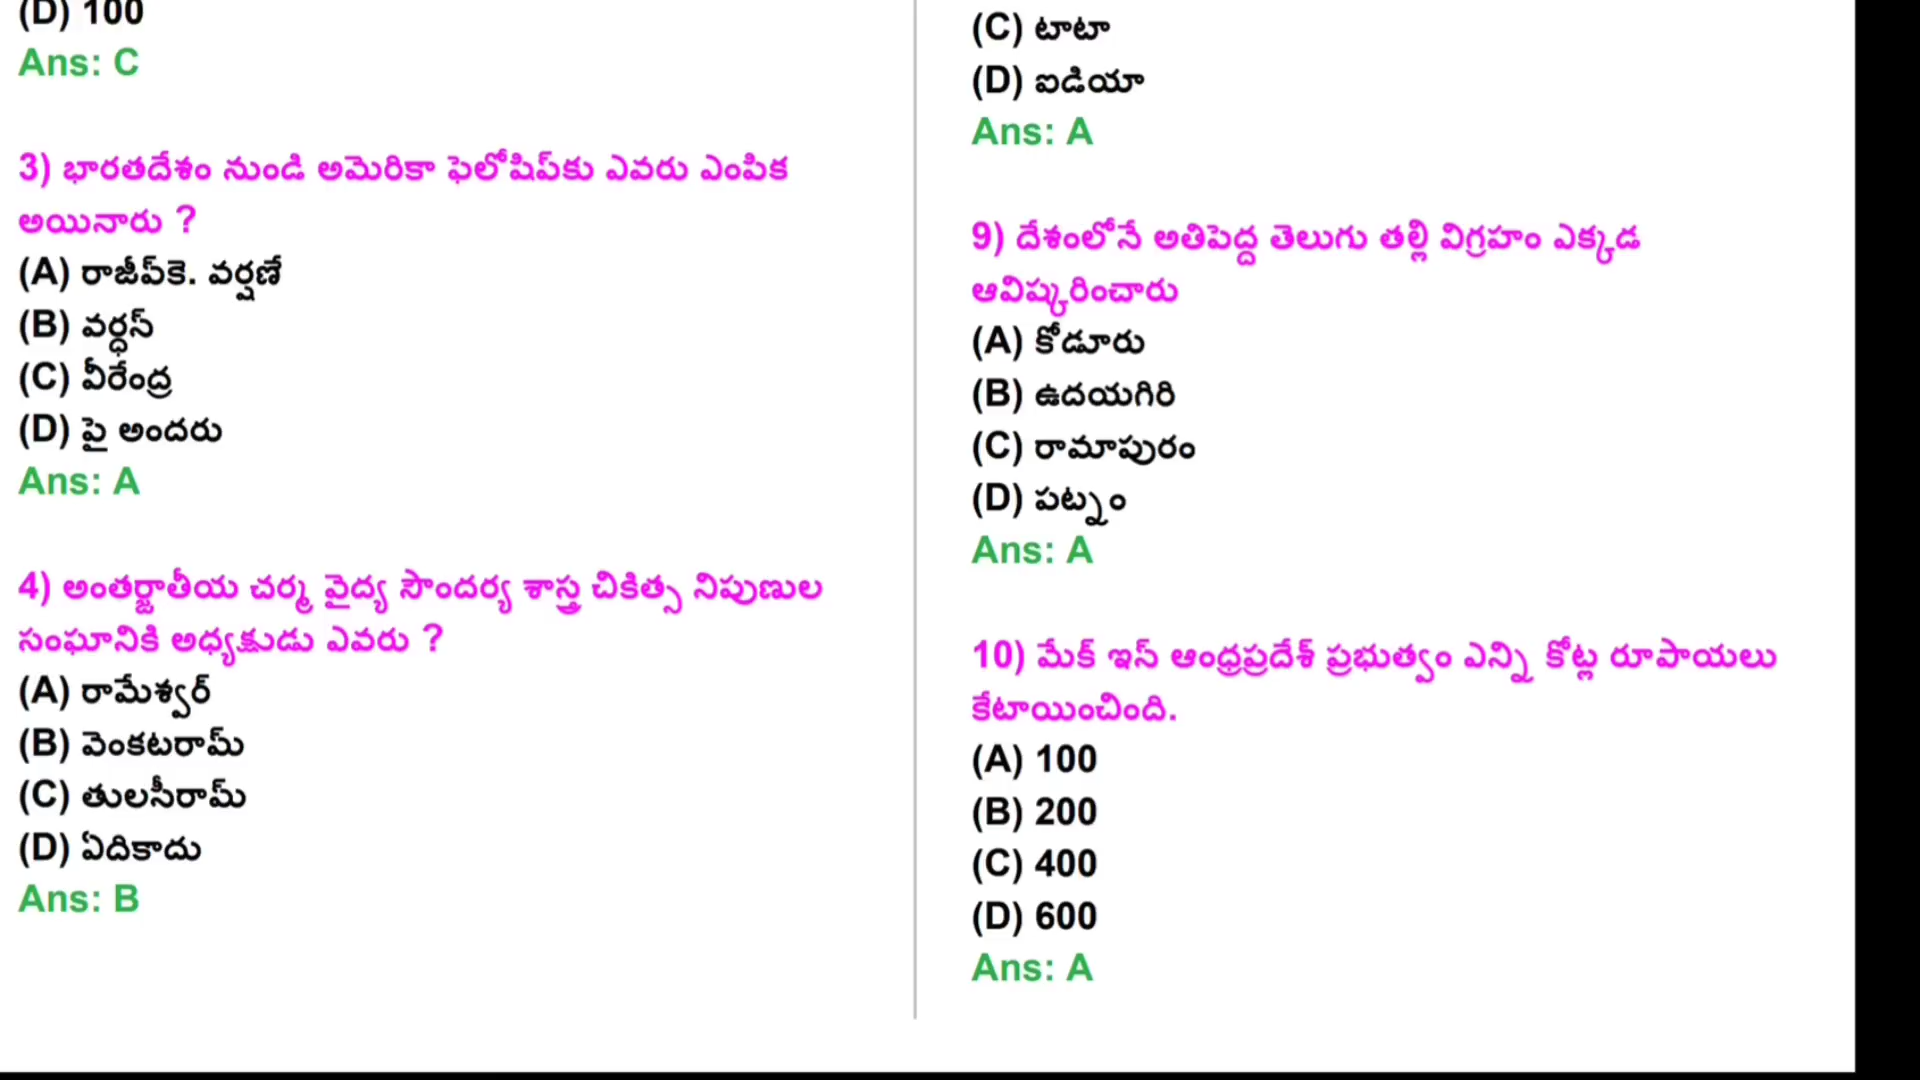 (D) 100
Ans: C
3) భారతదేశం నుండి అమెరికా ఫెలోషిప్‌కు ఎవరు ఎంపిక
అయినారు ?
(A) రాజీప్‌కె. వర్షణే
(B) వర్ధస్
(C) వీరేంద్ర
(D) పై అందరు
Ans: A
4) అంతర్జాతీయ చర్మ వైద్య సౌందర్య శాస్త్ర చికిత్స నిపుణుల
సంఘానికి అధ్యక్షుడు ఎవరు ?
(A) రామేశ్వర్
(B) వెంకటరామ్
(C) తులసీరామ్
(D) ఏదికాదు
Ans: B
(C) టాటా
(D) ఐడియా
Ans: A
9) దేశంలోనే అతిపెద్ద తెలుగు తల్లి విగ్రహం ఎక్కడ
ఆవిష్కరించారు
(A) కోడూరు
(B) ఉదయగిరి
(C) రామాపురం
(D) పట్నం
Ans: A
10) మేక్ ఇస్ ఆంధ్రప్రదేశ్ ప్రభుత్వం ఎన్ని కోట్ల రూపాయలు
కేటాయించింది.
(A) 100
(B) 200
(C) 400
(D) 600
Ans: A